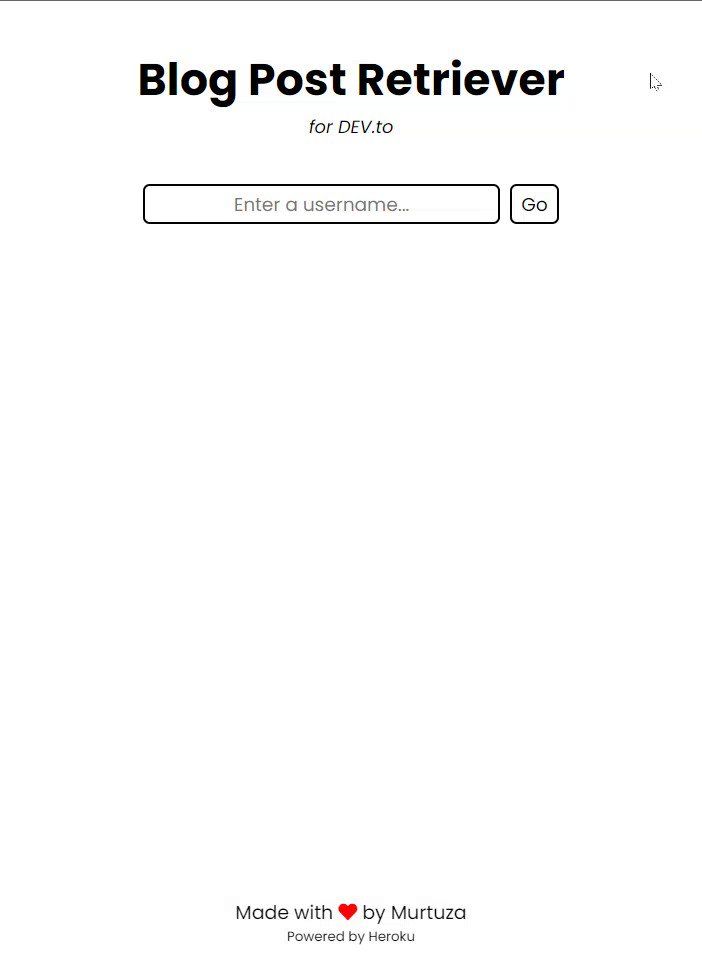 Blog Post Retriever
for DEV.to
Enter a username...
Go
Made with ❤ by Murtuza
Powered by Heroku